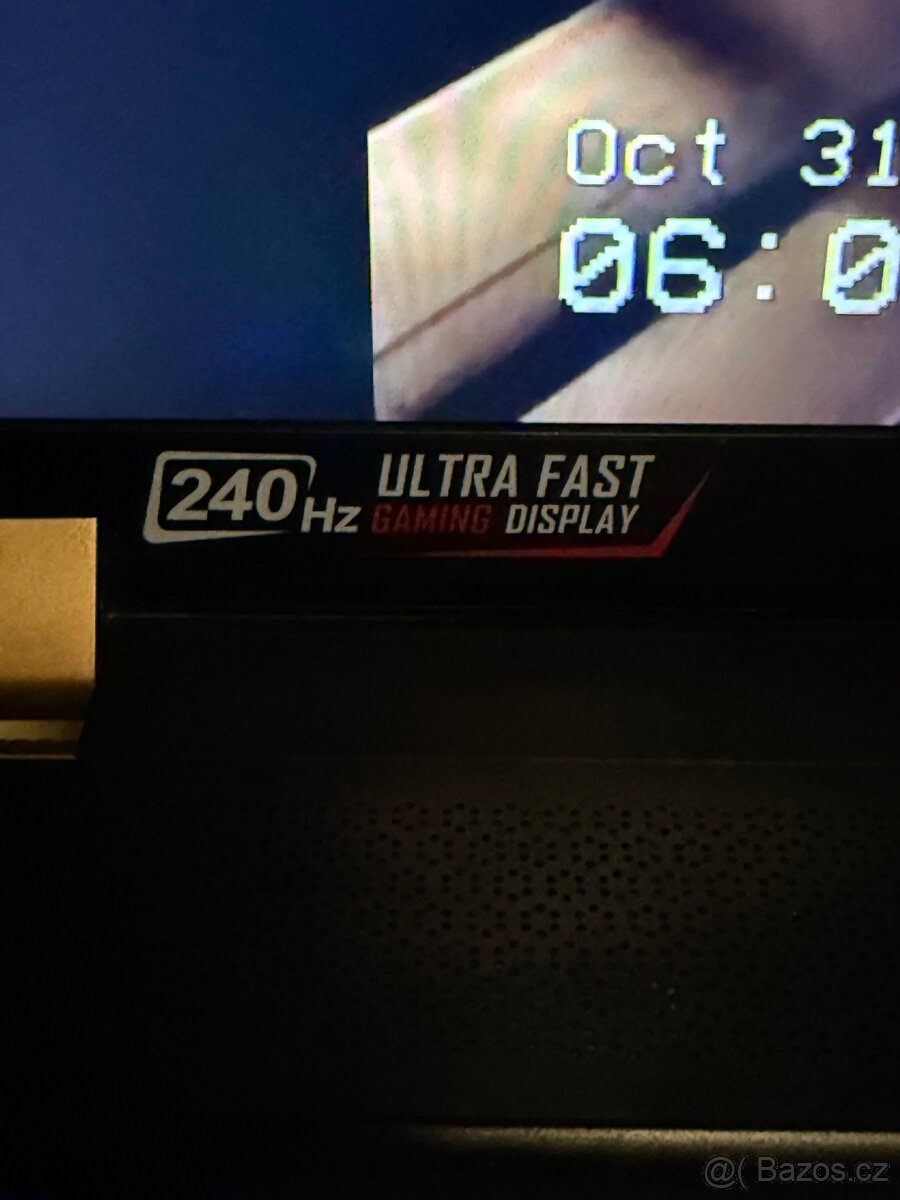 Oct 31
06:0
240Hz ULTRA FAST
GAMING DISPLAY
@( Bazos.cz